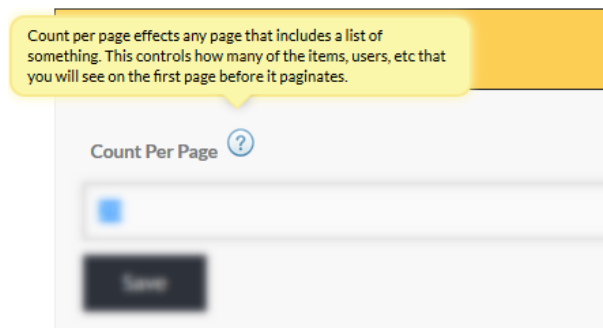 Count per page effects any page that includes a list of
something. This controls how many of the items, users, etc that
you will see on the first page before it paginates.
Count Per Page ?
Save